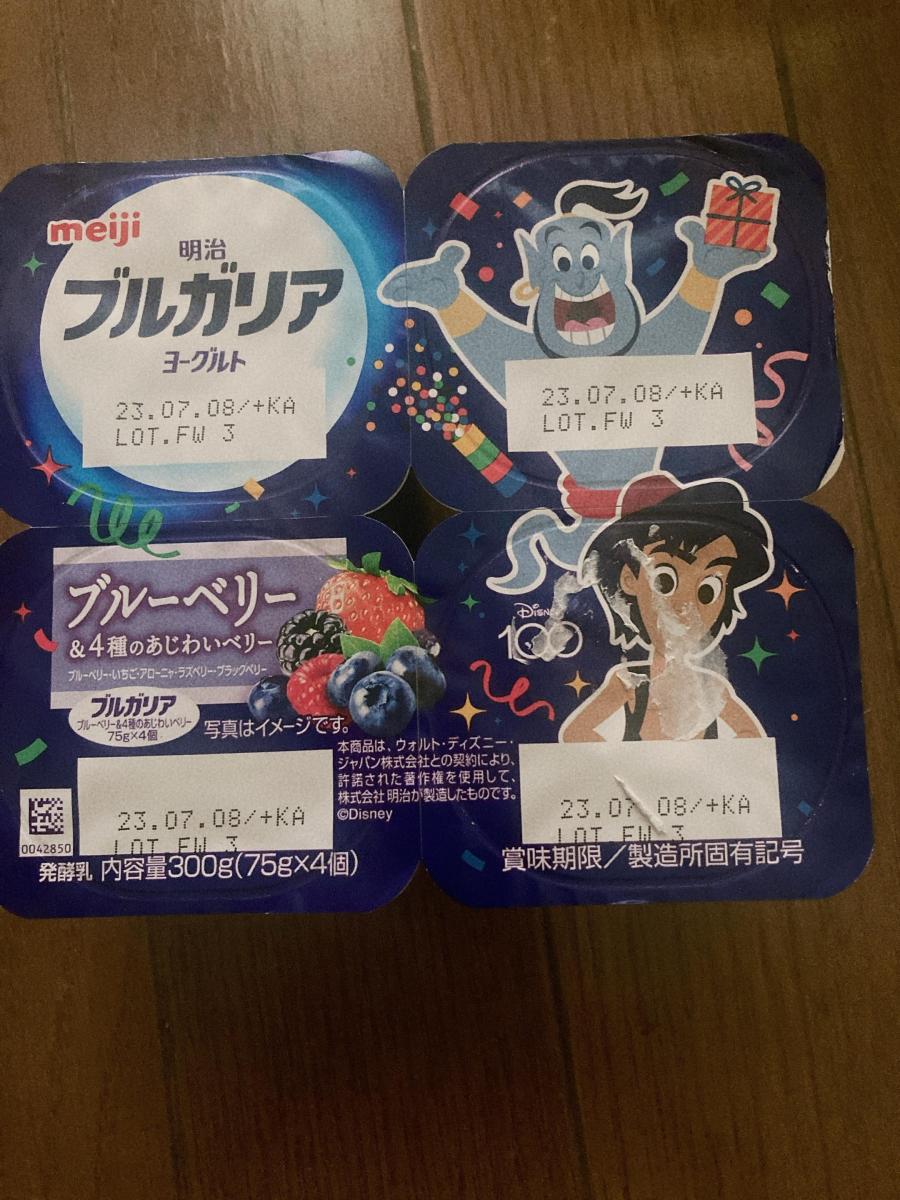 meiji
明治
ブルガリア
ヨーグルト
23.07.08/+KA
LOT.FW 3
23.07.08/+KA
LOT.FW 3
ブルーベリー
&4種のあじわいベリー
ブルーベリー・いちご・アローニャ・ラズベリー・ブラックベリー
ブルガリア
ブルーベリー&4種のあじわいベリー
75g×4個
写真はイメージです。
Disney
100
本商品は、ウォルト・ディズニー・
ジャパン株式会社との契約により、
許諾された著作権を使用して、
株式会社 明治が製造したものです。
©Disney
23.07.08/+KA
LOT.FW 3
0042850
発酵乳 内容量300g(75g×4個)
23.07.08/+KA
LOT.FW 3
賞味期限/製造所固有記号